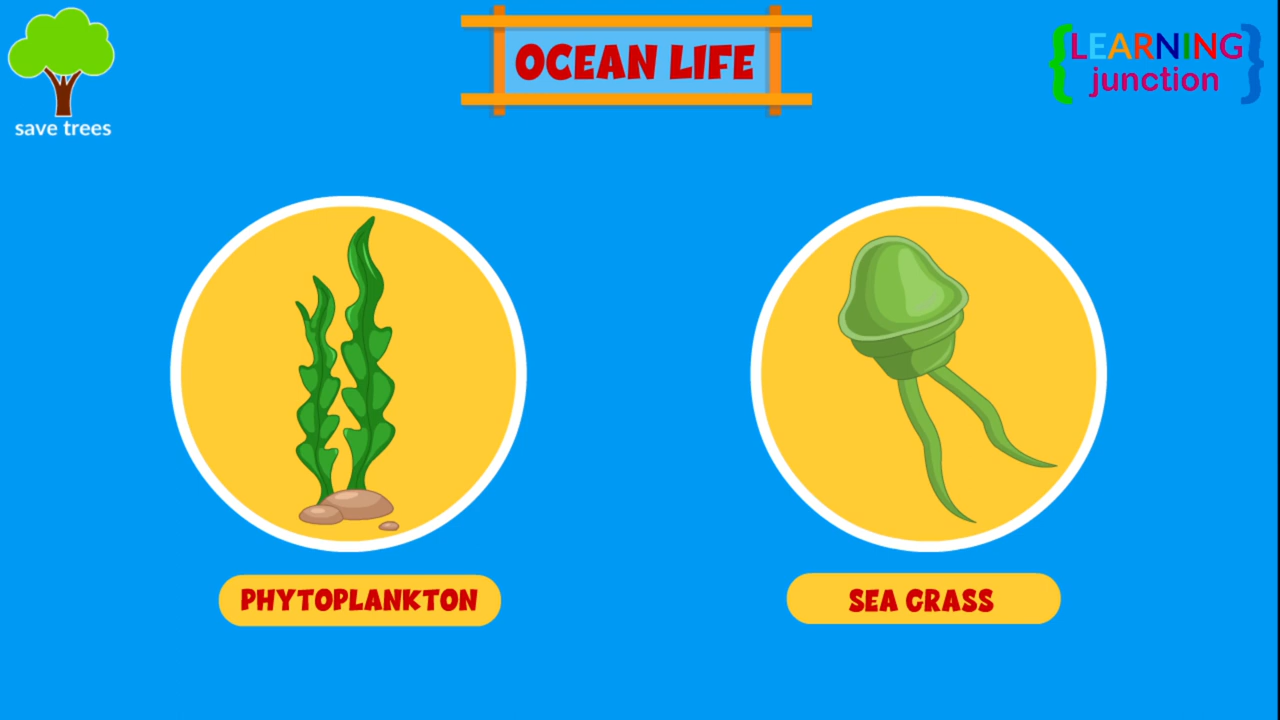 OCEAN LIFE
{LEARNING
junction}
save trees
PHYTOPLANKTON
SEA GRASS